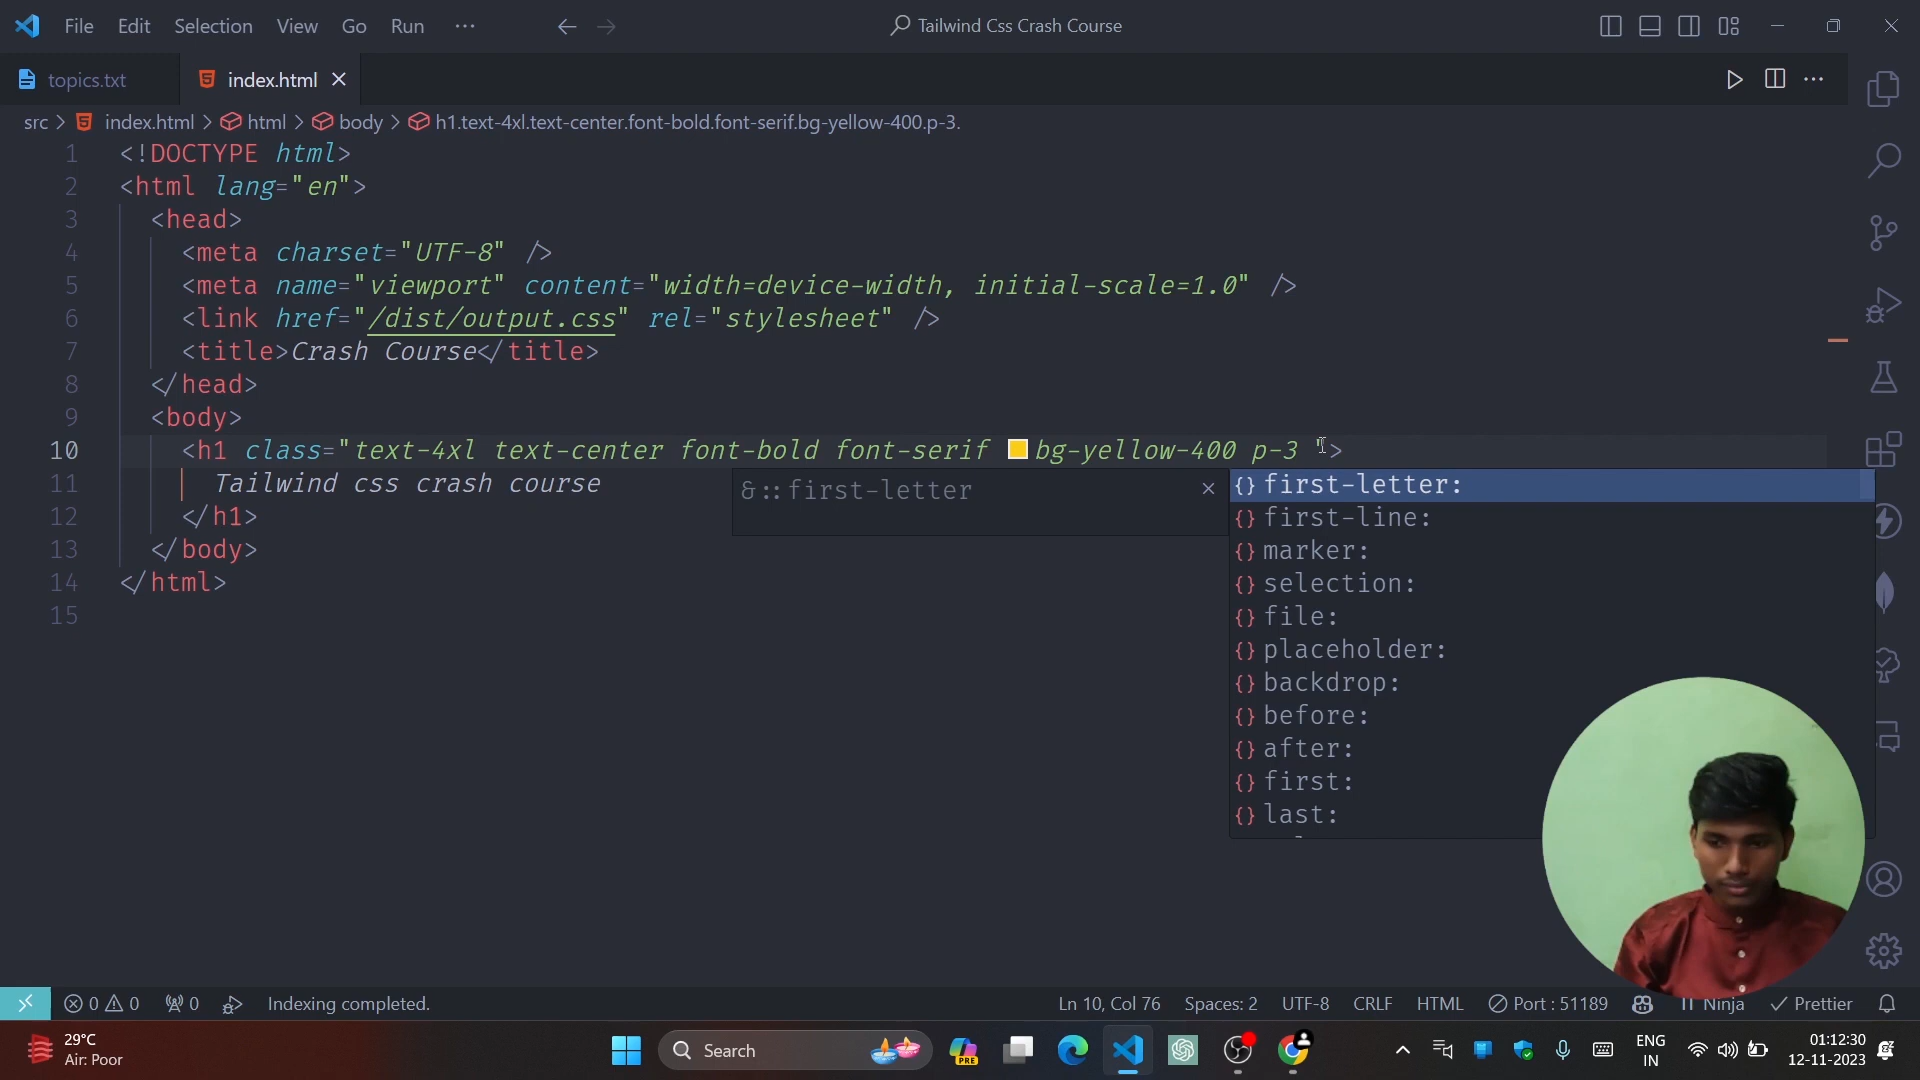 File Edit Selection View Go Run ··· Tailwind Css Crash Course
topics.txt index.html
src > index.html > html > body > h1.text-4xl.text-center.font-bold.font-serif.bg-yellow-400.p-3.
1 <!DOCTYPE html>
2 <html lang="en">
3 <head>
4 <meta charset="UTF-8" />
5 <meta name="viewport" content="width=device-width, initial-scale=1.0" />
6 <link href="/dist/output.css" rel="stylesheet" />
7 <title>Crash Course</title>
8 </head>
9 <body>
10 <h1 class="text-4xl text-center font-bold font-serif bg-yellow-400 p-3 ">
11 Tailwind css crash course
12 </h1>
13 </body>
14 </html>
15
&::first-letter
{} first-letter:
{} first-line:
{} marker:
{} selection:
{} file:
{} placeholder:
{} backdrop:
{} before:
{} after:
{} first:
{} last:
0 0 0 Indexing completed. Ln 10, Col 76 Spaces: 2 UTF-8 CRLF HTML Port : 51189 Ninja Prettier
29°C
Air: Poor
Search
PRE
ENG
IN
01:12:30
12-11-2023